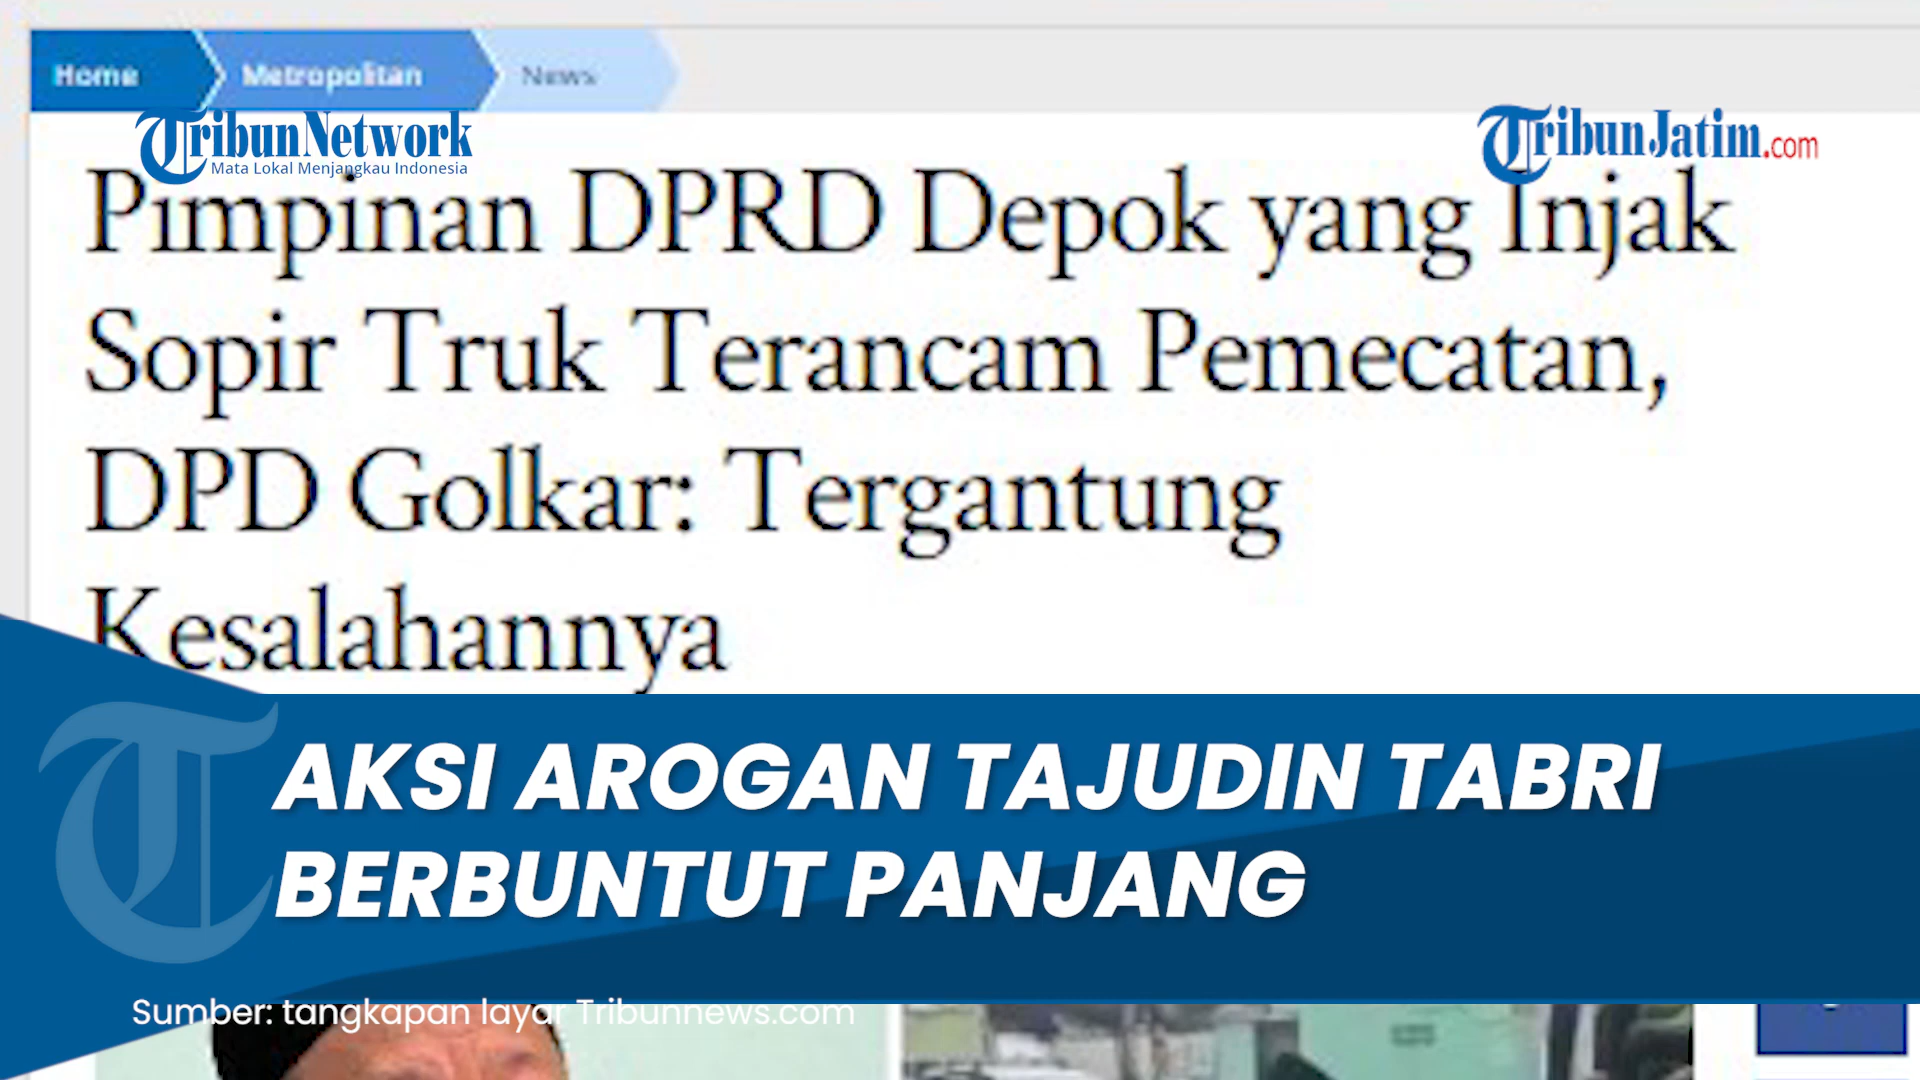 Home Metropolitan News
TribunNetwork
Mata Lokal Menjangkau Indonesia
TribunJatim.com
Pimpinan DPRD Depok yang Injak
Sopir Truk Terancam Pemecatan,
DPD Golkar: Tergantung
Kesalahannya
AKSI AROGAN TAJUDIN TABRI
BERBUNTUT PANJANG
Sumber: tangkapan layar Tribunnews.com